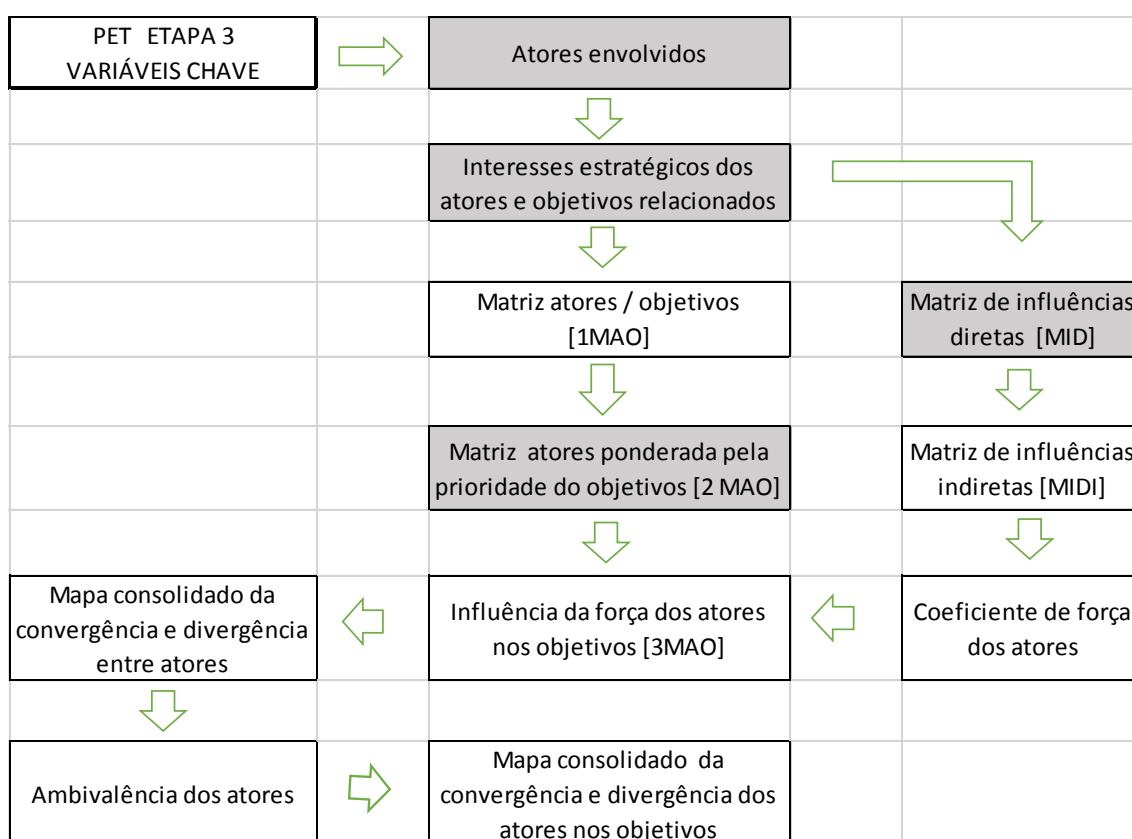 PET ETAPA 3
VARIÁVEIS CHAVE
Atores envolvidos
Interesses estratégicos dos
atores e objetivos relacionados
Matriz atores / objetivos
[1MAO]
Matriz de influências
diretas [MID]
Matriz atores ponderada pela
prioridade do objetivos [2 MAO]
Matriz de influências
indiretas [MIDI]
Mapa consolidado da
convergência e divergência
entre atores
Influência da força dos atores
nos objetivos [3MAO]
Coeficiente de força
dos atores
Ambivalência dos atores
Mapa consolidado da
convergência e divergência dos
atores nos objetivos